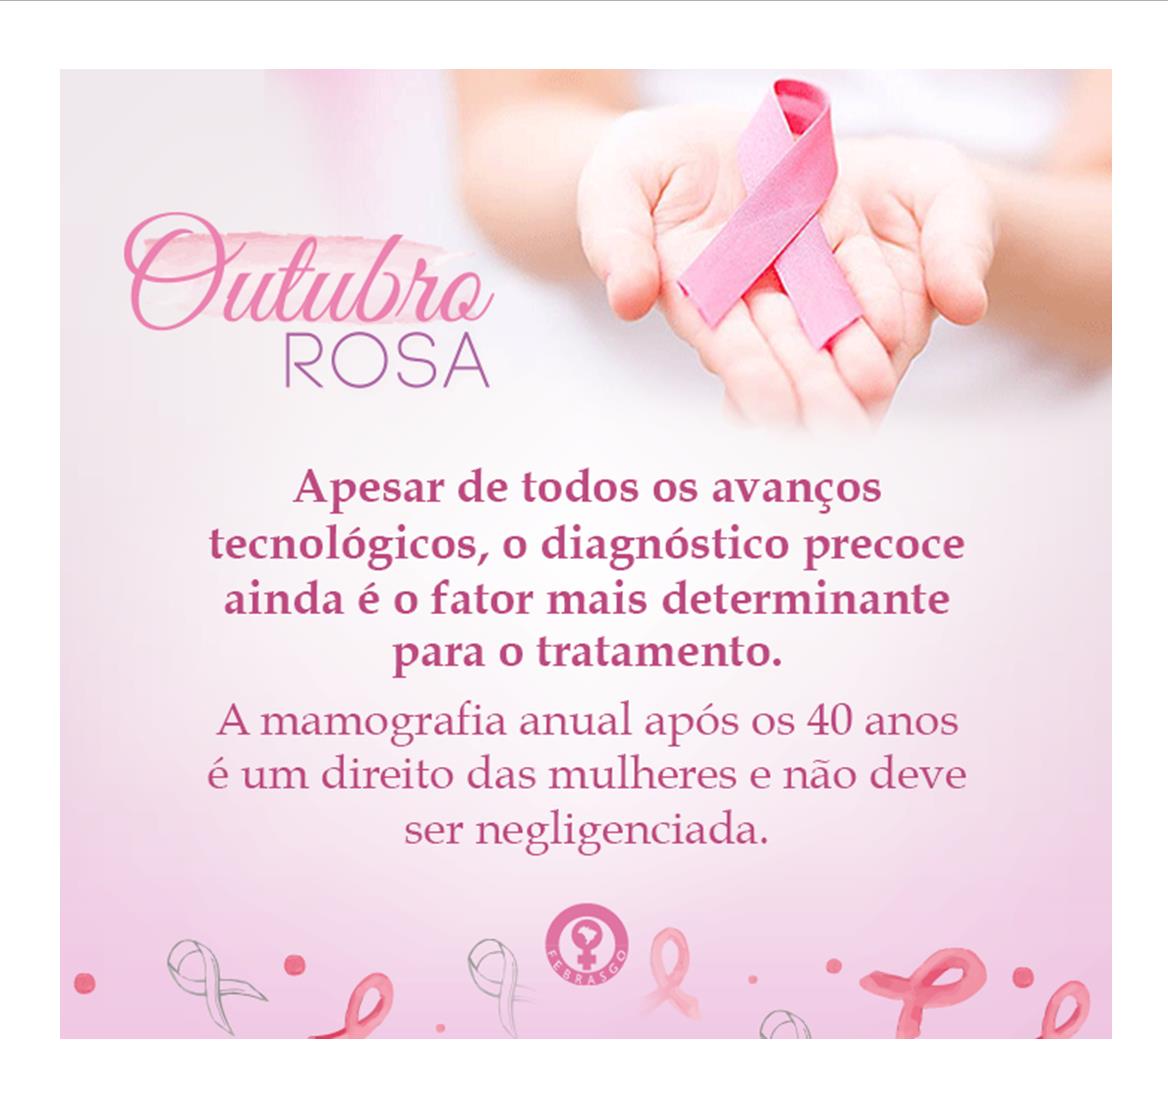 Outubro
ROSA
Apesar de todos os avanços
tecnológicos, o diagnóstico precoce
ainda é o fator mais determinante
para o tratamento.
A mamografia anual após os 40 anos
é um direito das mulheres e não deve
ser negligenciada.
FEBRASGO